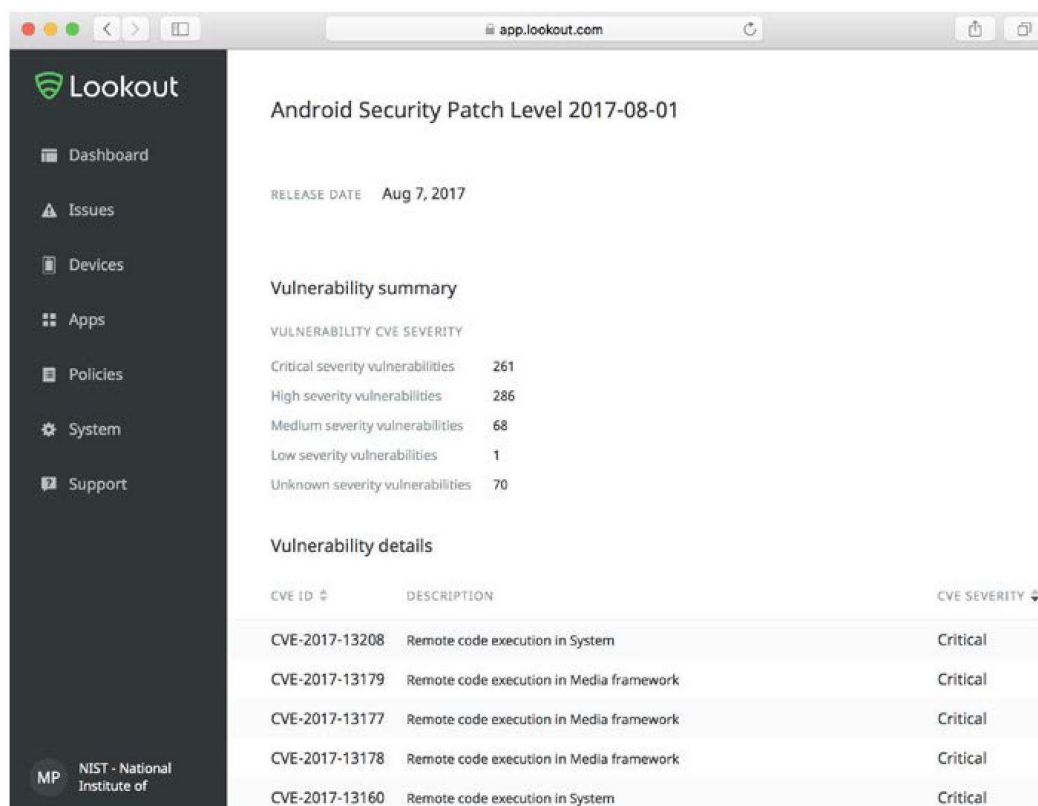 app.lookout.com
Lookout
Dashboard
Issues
Devices
Apps
Policies
System
Support
MP
NIST - National
Institute of
Android Security Patch Level 2017-08-01
RELEASE DATE Aug 7, 2017
Vulnerability summary
VULNERABILITY CVE SEVERITY
Critical severity vulnerabilities 261
High severity vulnerabilities 286
Medium severity vulnerabilities 68
Low severity vulnerabilities 1
Unknown severity vulnerabilities 70
Vulnerability details
CVE ID DESCRIPTION CVE SEVERITY
CVE-2017-13208 Remote code execution in System Critical
CVE-2017-13179 Remote code execution in Media framework Critical
CVE-2017-13177 Remote code execution in Media framework Critical
CVE-2017-13178 Remote code execution in Media framework Critical
CVE-2017-13160 Remote code execution in System Critical